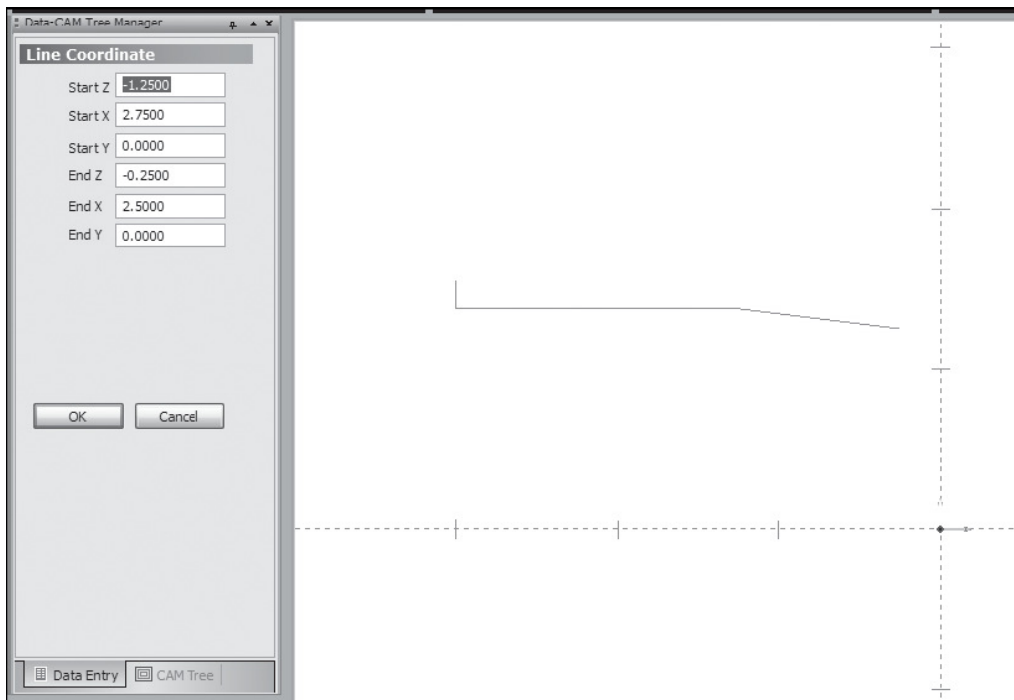 Data-CAM Tree Manager
Line Coordinate
Start Z -1.2500
Start X 2.7500
Start Y 0.0000
End Z -0.2500
End X 2.5000
End Y 0.0000
OK Cancel
Data Entry CAM Tree